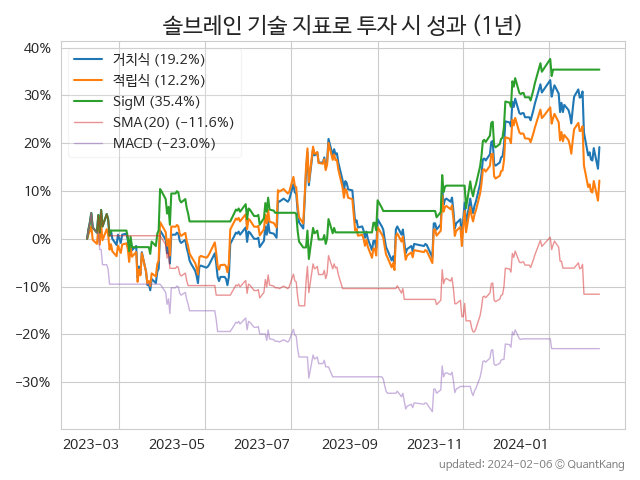 솔브레인 기술 지표로 투자 시 성과 (1년)
40%
30%
20%
10%
0%
−10%
−20%
−30%
거치식 (19.2%)
적립식 (12.2%)
SigM (35.4%)
SMA(20) (−11.6%)
MACD (−23.0%)
2023-03
2023-05
2023-07
2023-09
2023-11
2024-01
updated: 2024-02-06 © QuantKang